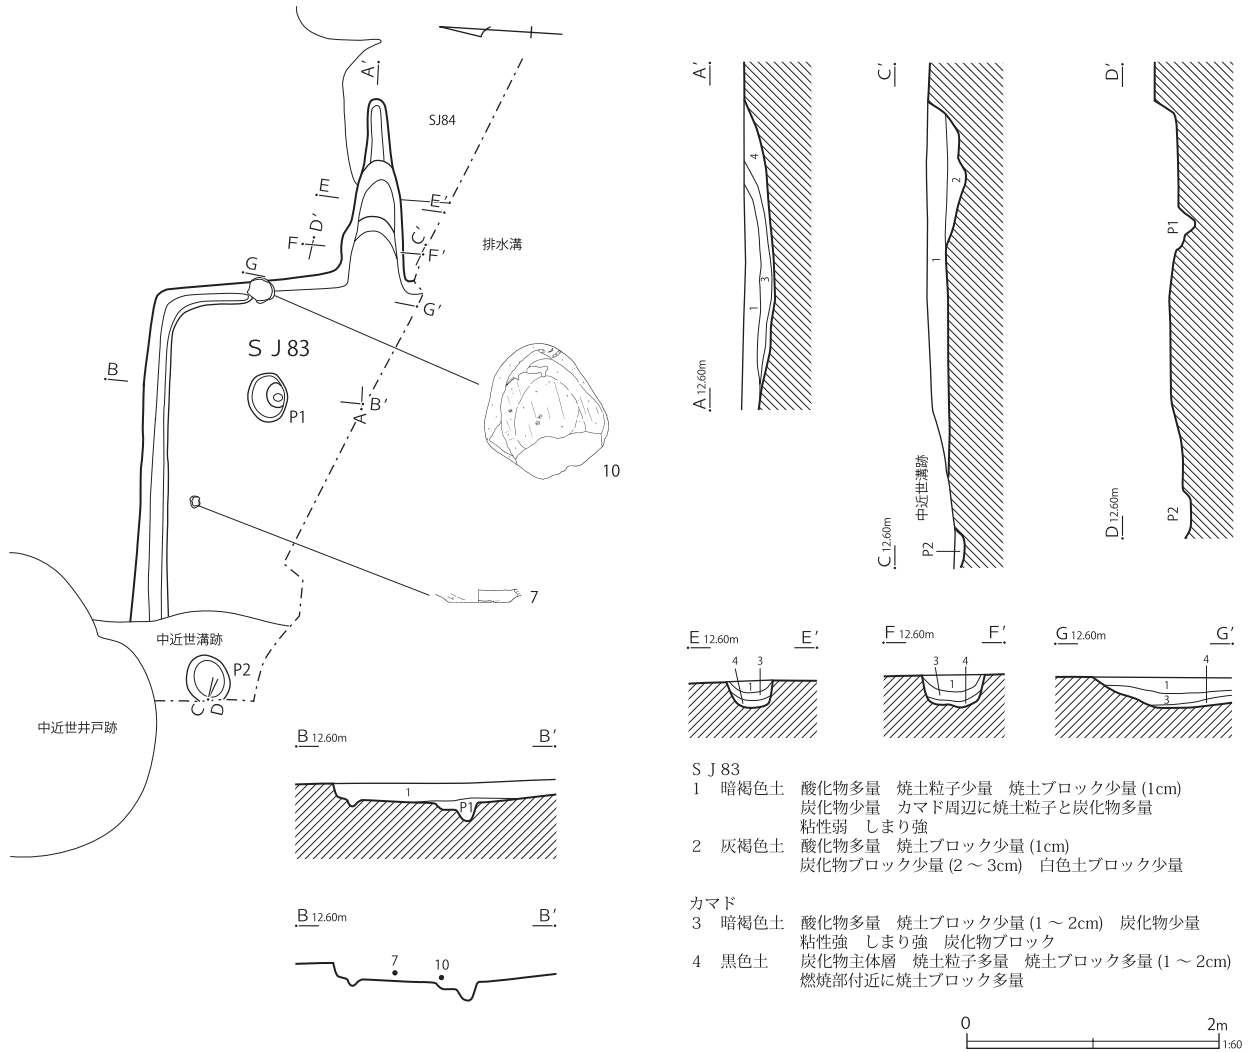 A′
SJ84
E
E′
D′
C′
F
F′
排水溝
G
G′
S J 83
B
P1
B′
A
10
7
中近世溝跡
P2
C
D
中近世井戸跡
A′
C′
D′
4
3
1
A 12.60m
2
1
中近世溝跡
P2
C 12.60m
P1
P2
D 12.60m
E 12.60m E′
4 3
1
F 12.60m F′
3 4
1
G 12.60m G′
4
1
3
B 12.60m B′
1
P1
B 12.60m B′
7 10
S J 83
1 暗褐色土 酸化物多量 焼土粒子少量 焼土ブロック少量 (1cm)
炭化物少量 カマド周辺に焼土粒子と炭化物多量
粘性弱 しまり強
2 灰褐色土 酸化物多量 焼土ブロック少量 (1cm)
炭化物ブロック少量 (2 ～ 3cm) 白色土ブロック少量
カマド
3 暗褐色土 酸化物多量 焼土ブロック少量 (1 ～ 2cm) 炭化物少量
粘性強 しまり強 炭化物ブロック
4 黒色土 炭化物主体層 焼土粒子多量 焼土ブロック多量 (1 ～ 2cm)
燃焼部付近に焼土ブロック多量
0 2m
1:60